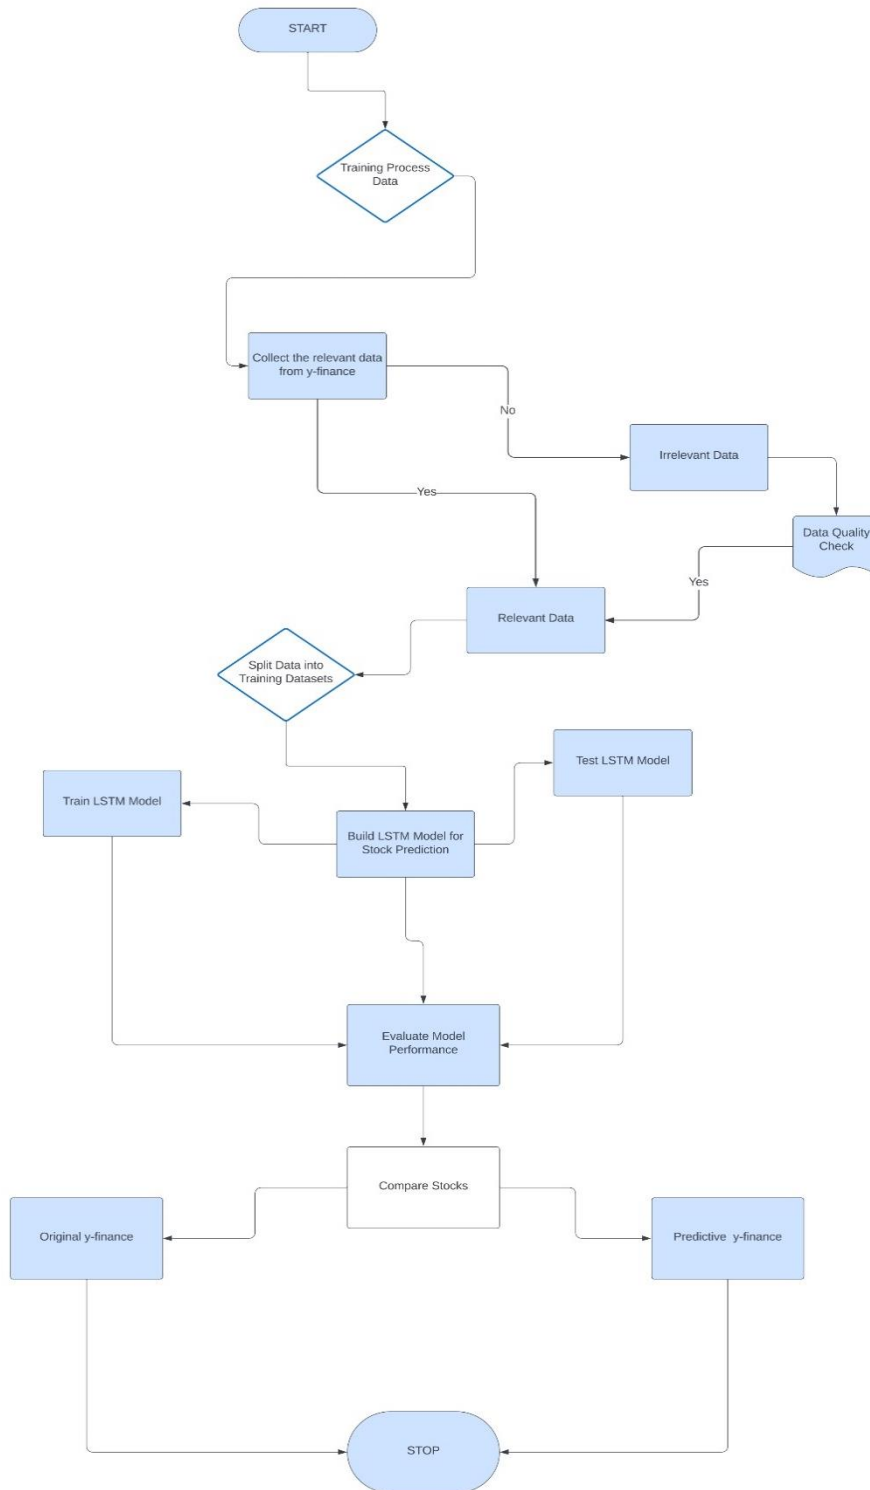 START
Training Process
Data
Collect the relevant data
from y-finance
No
Irrelevant Data
Yes
Data Quality
Check
Yes
Relevant Data
Split Data into
Training Datasets
Test LSTM Model
Train LSTM Model
Build LSTM Model for
Stock Prediction
Evaluate Model
Performance
Compare Stocks
Original y-finance
Predictive y-finance
STOP